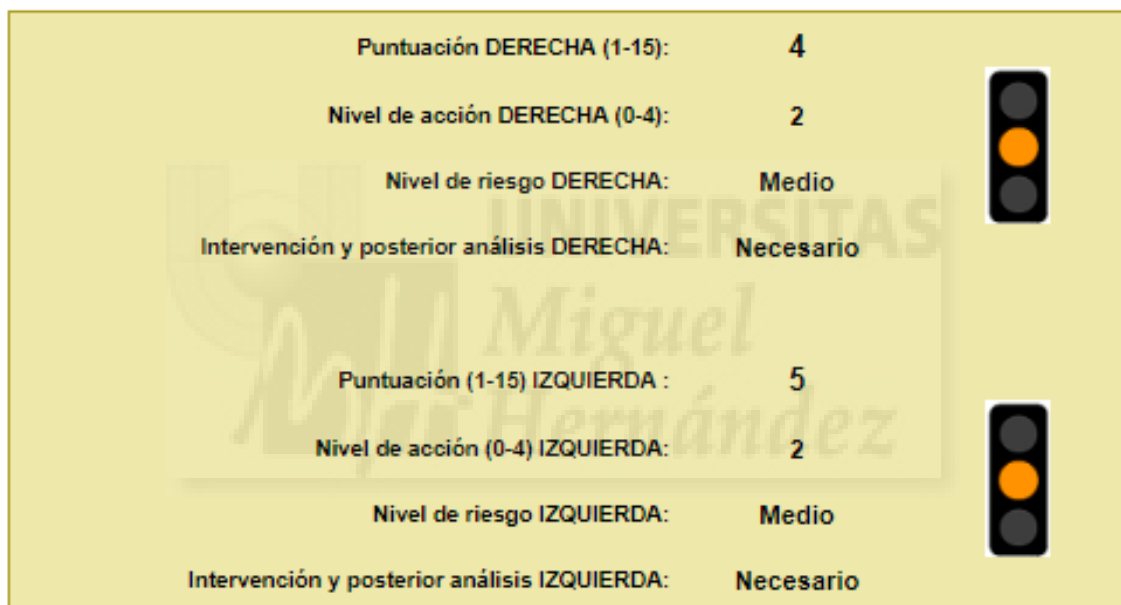 Puntuación DERECHA (1-15): 4
Nivel de acción DERECHA (0-4): 2
Nivel de riesgo DERECHA: Medio
UNIVERSITAS
Intervención y posterior análisis DERECHA: Necesario
Miguel
Puntuación (1-15) IZQUIERDA : 5
Hernández
Nivel de acción (0-4) IZQUIERDA: 2
Nivel de riesgo IZQUIERDA: Medio
Intervención y posterior análisis IZQUIERDA: Necesario